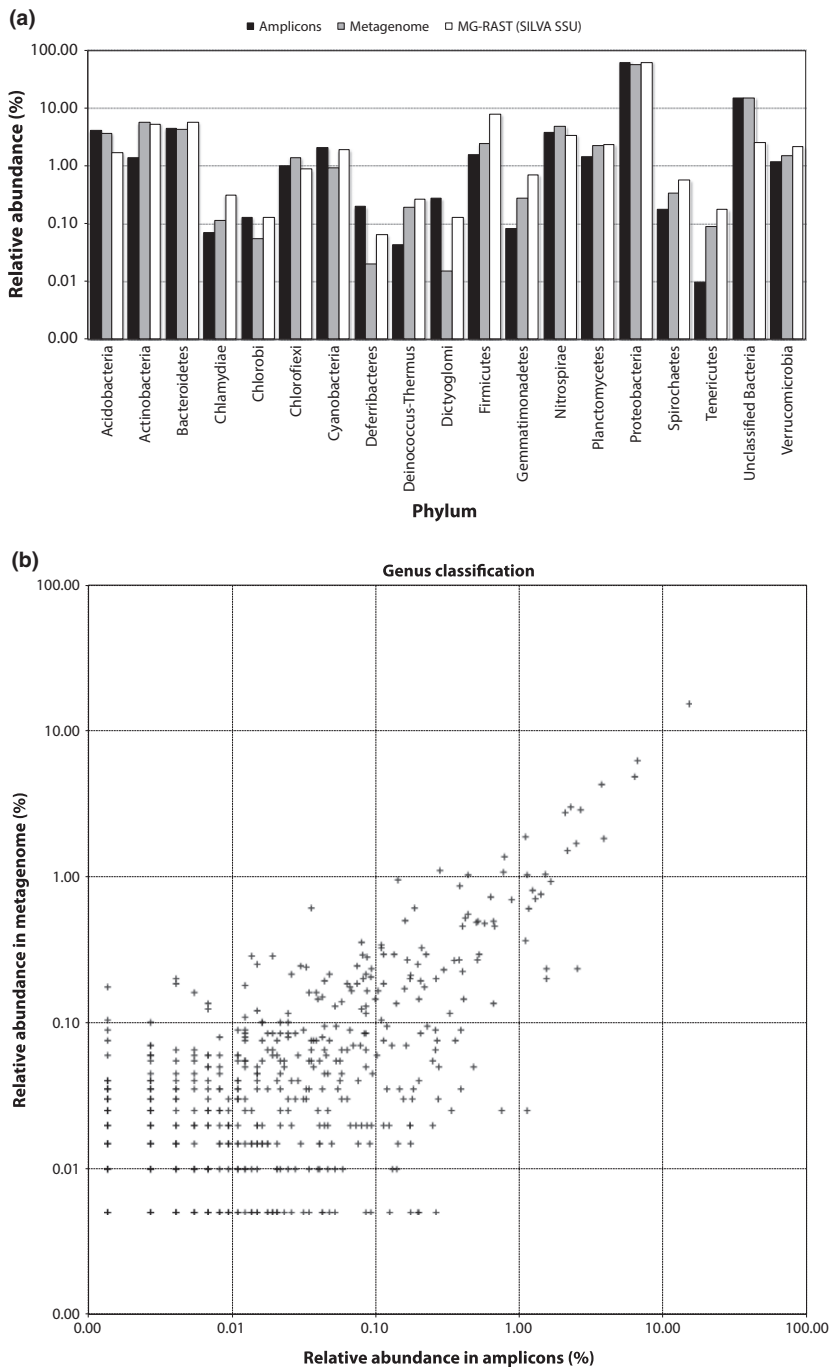 (a)
Amplicons Metagenome MG-RAST (SILVA SSU)
100.00
10.00
1.00
0.10
0.01
0.00
Relative abundance (%)
Acidobacteria
Actinobacteria
Bacteroidetes
Chlamydiae
Chlorobi
Chloroflexi
Cyanobacteria
Deferribacteres
Deinococcus-Thermus
Dictyoglomi
Firmicutes
Gemmatimonadetes
Nitrospirae
Planctomycetes
Proteobacteria
Spirochaetes
Tenericutes
Unclassified Bacteria
Verrucomicrobia
Phylum
(b)
Genus classification
100.00
10.00
1.00
0.10
0.01
0.00
Relative abundance in metagenome (%)
0.00 0.01 0.10 1.00 10.00 100.00
Relative abundance in amplicons (%)